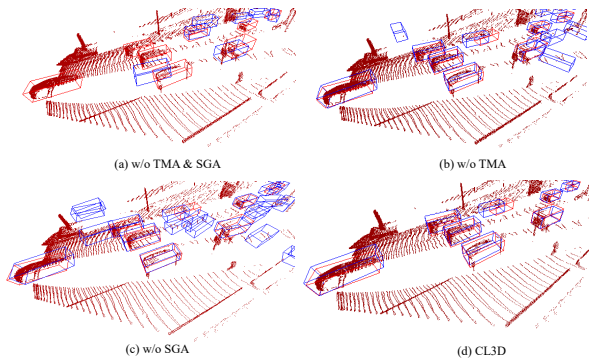 (a) w/o TMA & SGA
(b) w/o TMA
(c) w/o SGA
(d) CL3D